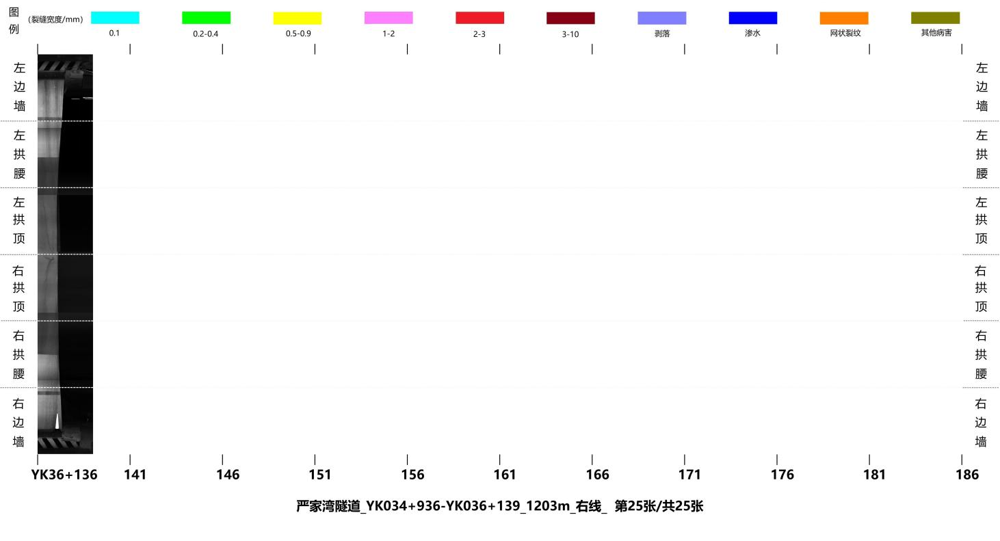 图例 (裂缝宽度/mm) 0.1 0.2-0.4 0.5-0.9 1-2 2-3 3-10 剥落 渗水 网状裂纹 其他病害
左边墙 左边墙
左拱腰 左拱腰
左拱顶 左拱顶
右拱顶 右拱顶
右拱腰 右拱腰
右边墙 右边墙
YK36+136 141 146 151 156 161 166 171 176 181 186
严家湾隧道_YK034+936-YK036+139_1203m_右线_ 第25张/共25张